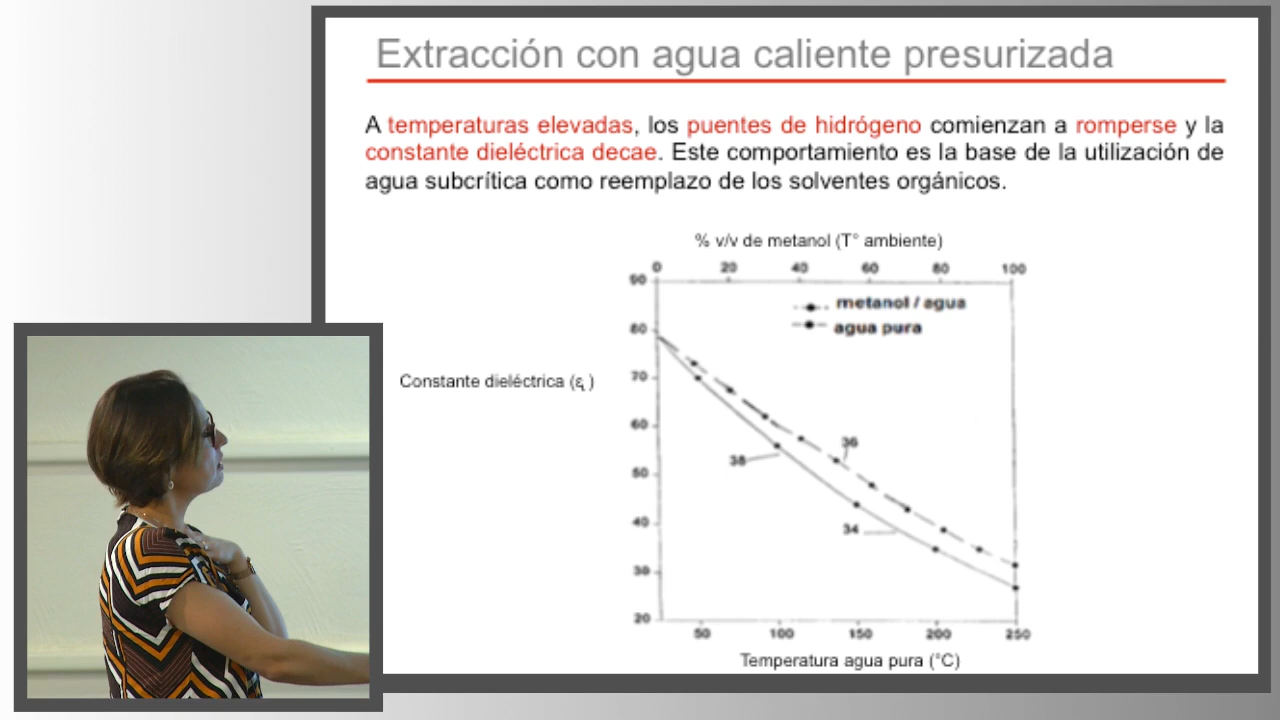 Extracción con agua caliente presurizada
A temperaturas elevadas, los puentes de hidrógeno comienzan a romperse y la
constante dieléctrica decae. Este comportamiento es la base de la utilización de
agua subcrítica como reemplazo de los solventes orgánicos.
% v/v de metanol (T° ambiente)
0 20 40 60 80 100
90
metanol / agua
80
agua pura
Constante dieléctrica (ε )
70
60
36
38
50
40
34
30
20
50 100 150 200 250
Temperatura agua pura (°C)